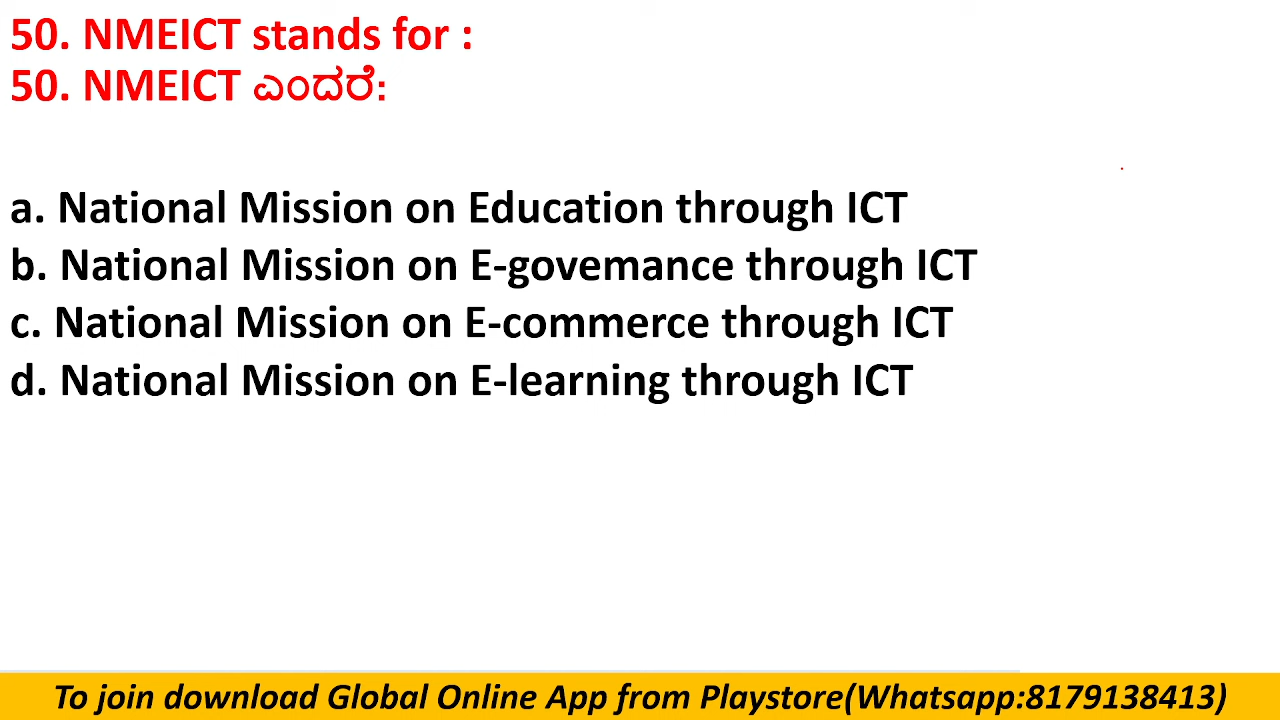 50. NMEICT stands for :
50. NMEICT ಎಂದರೆ:
a. National Mission on Education through ICT
b. National Mission on E-govemance through ICT
c. National Mission on E-commerce through ICT
d. National Mission on E-learning through ICT
To join download Global Online App from Playstore(Whatsapp:8179138413)